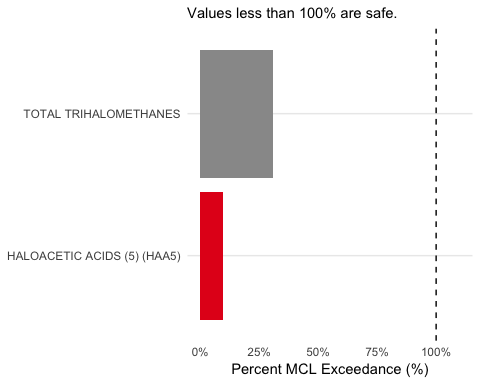 Values less than 100% are safe.
TOTAL TRIHALOMETHANES
HALOACETIC ACIDS (5) (HAA5)
0% 25% 50% 75% 100%
Percent MCL Exceedance (%)